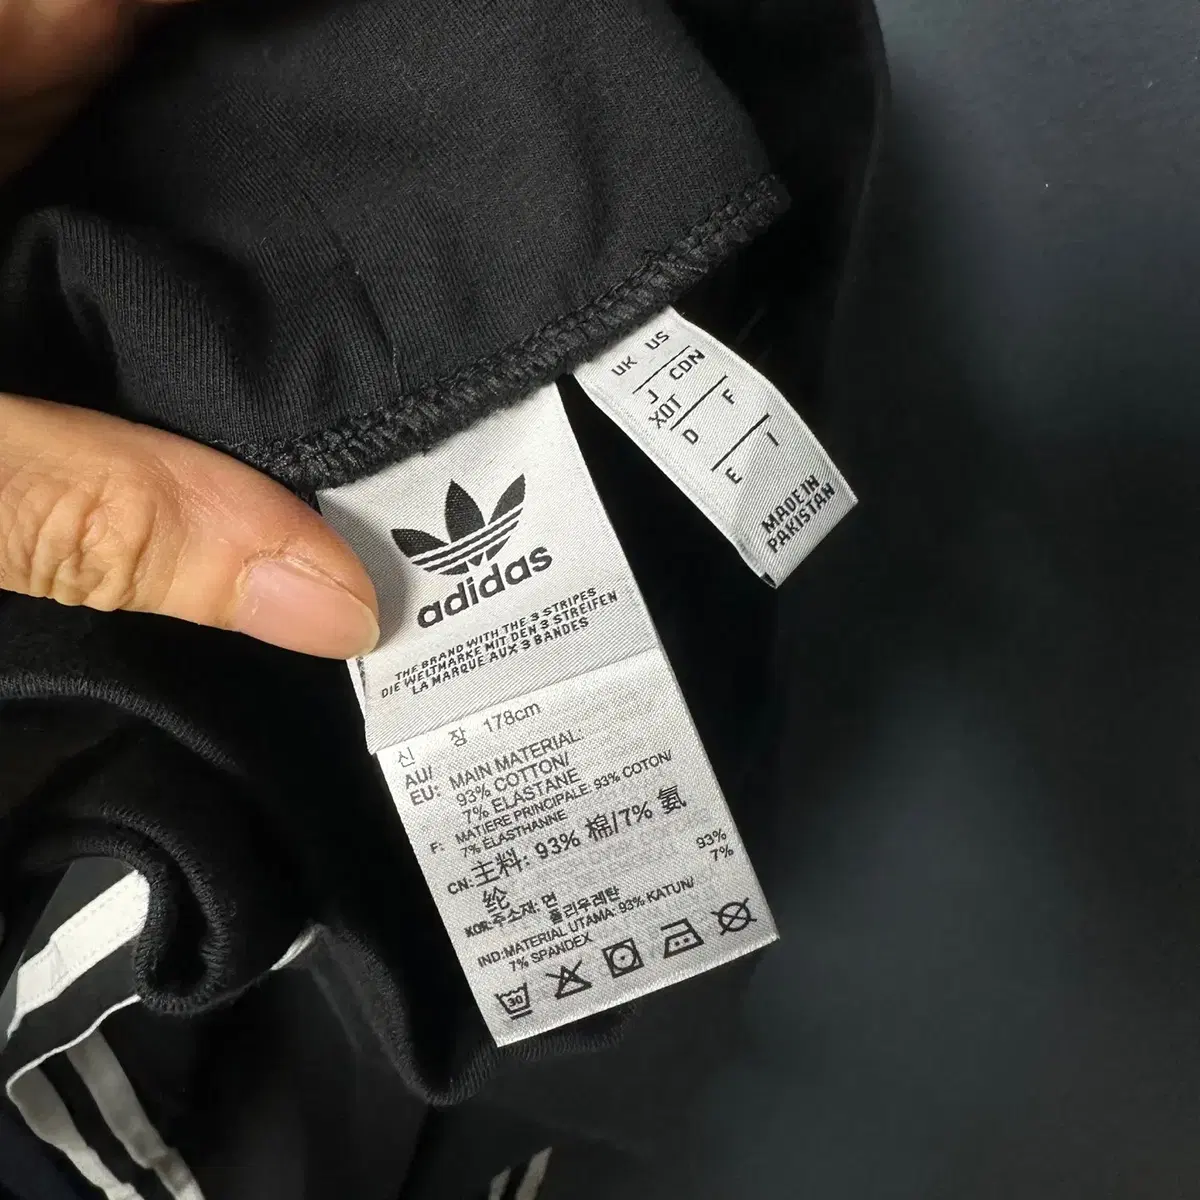 adidas
THE BRAND WITH THE 3 STRIPES
DIE WELTMARKE MIT DEN 3 STREIFEN
LA MARQUE AUX 3 BANDES
신 장 178cm
AU/
EU: MAIN MATERIAL:
93% COTTON/
7% ELASTANE
F: MATIERE PRINCIPALE: 93% COTON/
7% ÉLASTHANNE
CN:主料: 93% 棉/7% 氨
纶
KOR:주소재: 면 93%
폴리우레탄 7%
IND:MATERIAL UTAMA: 93% KATUN/
7% SPANDEX
30
UK US
J CDN
XOT F
D I
E
MADE IN
PAKISTAN